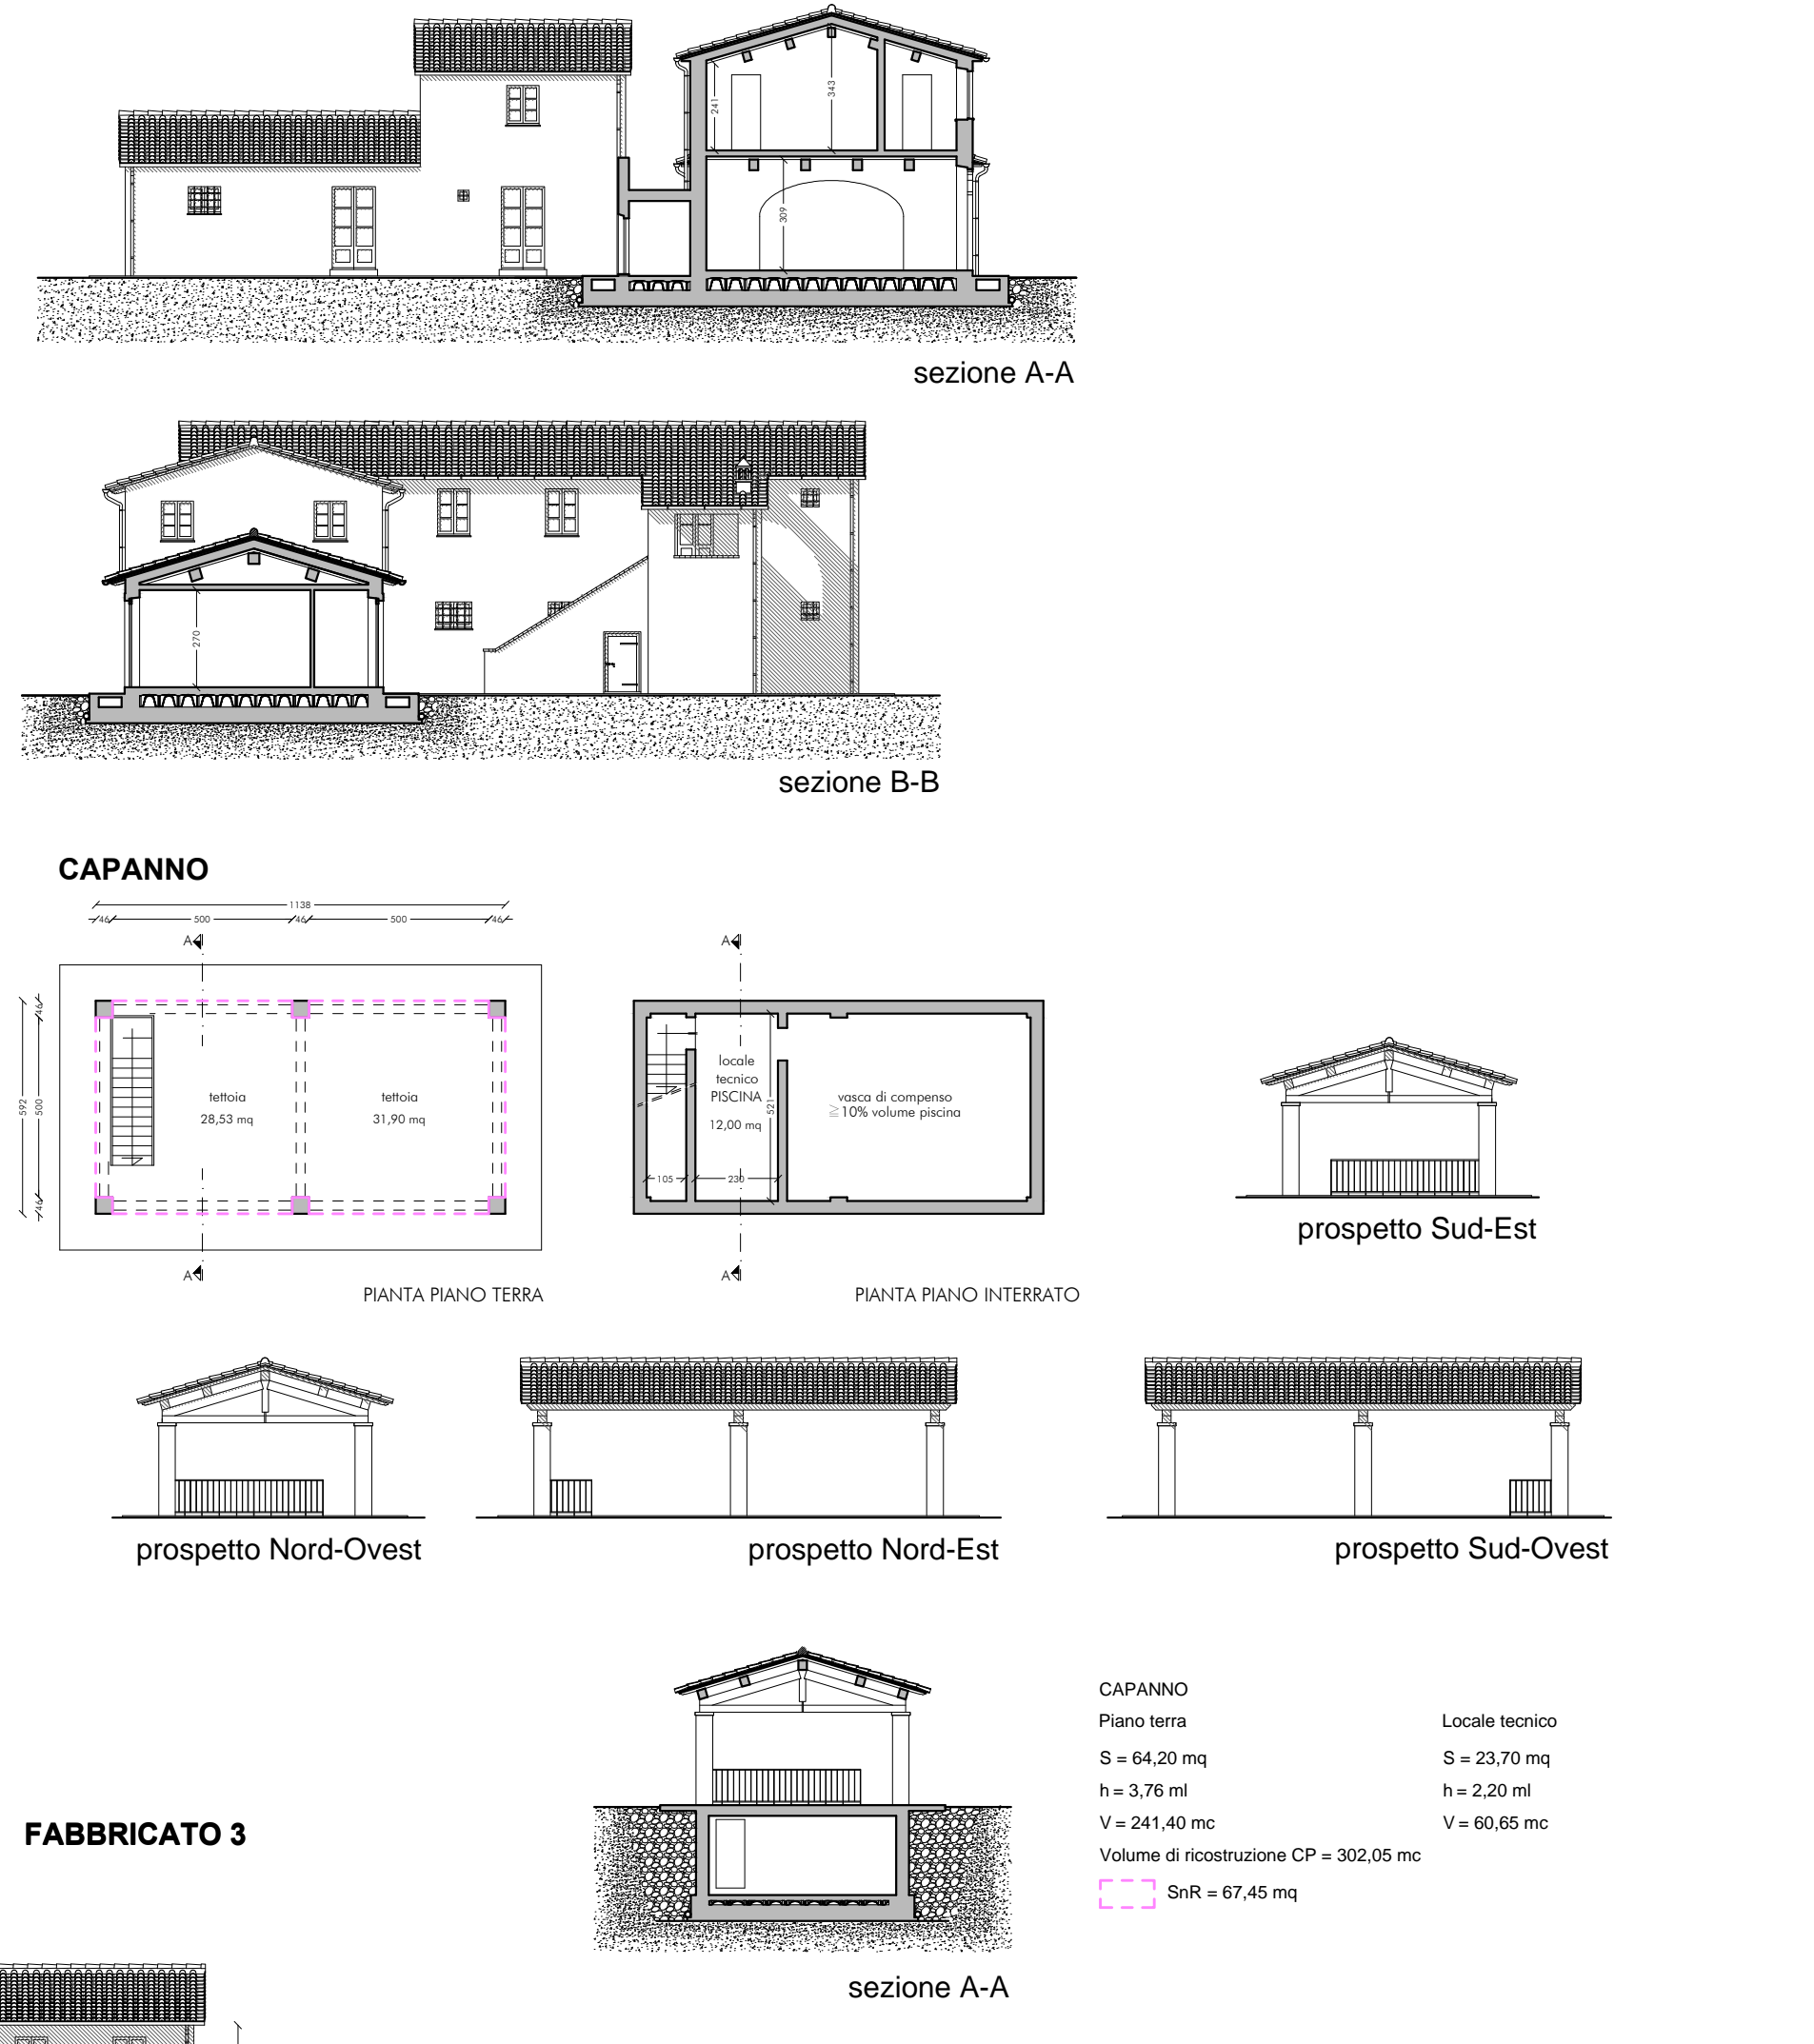 241
343
309
sezione A-A
270
sezione B-B
CAPANNO
1138
46 500 46 500 46
A
A
592
46
500
46
tettoia
28,53 mq
tettoia
31,90 mq
A
PIANTA PIANO TERRA
locale
tecnico
PISCINA
12,00 mq
521
105
230
vasca di compenso
≧10% volume piscina
A
PIANTA PIANO INTERRATO
prospetto Sud-Est
prospetto Nord-Ovest
prospetto Nord-Est
prospetto Sud-Ovest
sezione A-A
CAPANNO
Piano terra
S = 64,20 mq
h = 3,76 ml
V = 241,40 mc
Locale tecnico
S = 23,70 mq
h = 2,20 ml
V = 60,65 mc
Volume di ricostruzione CP = 302,05 mc
SnR = 67,45 mq
FABBRICATO 3